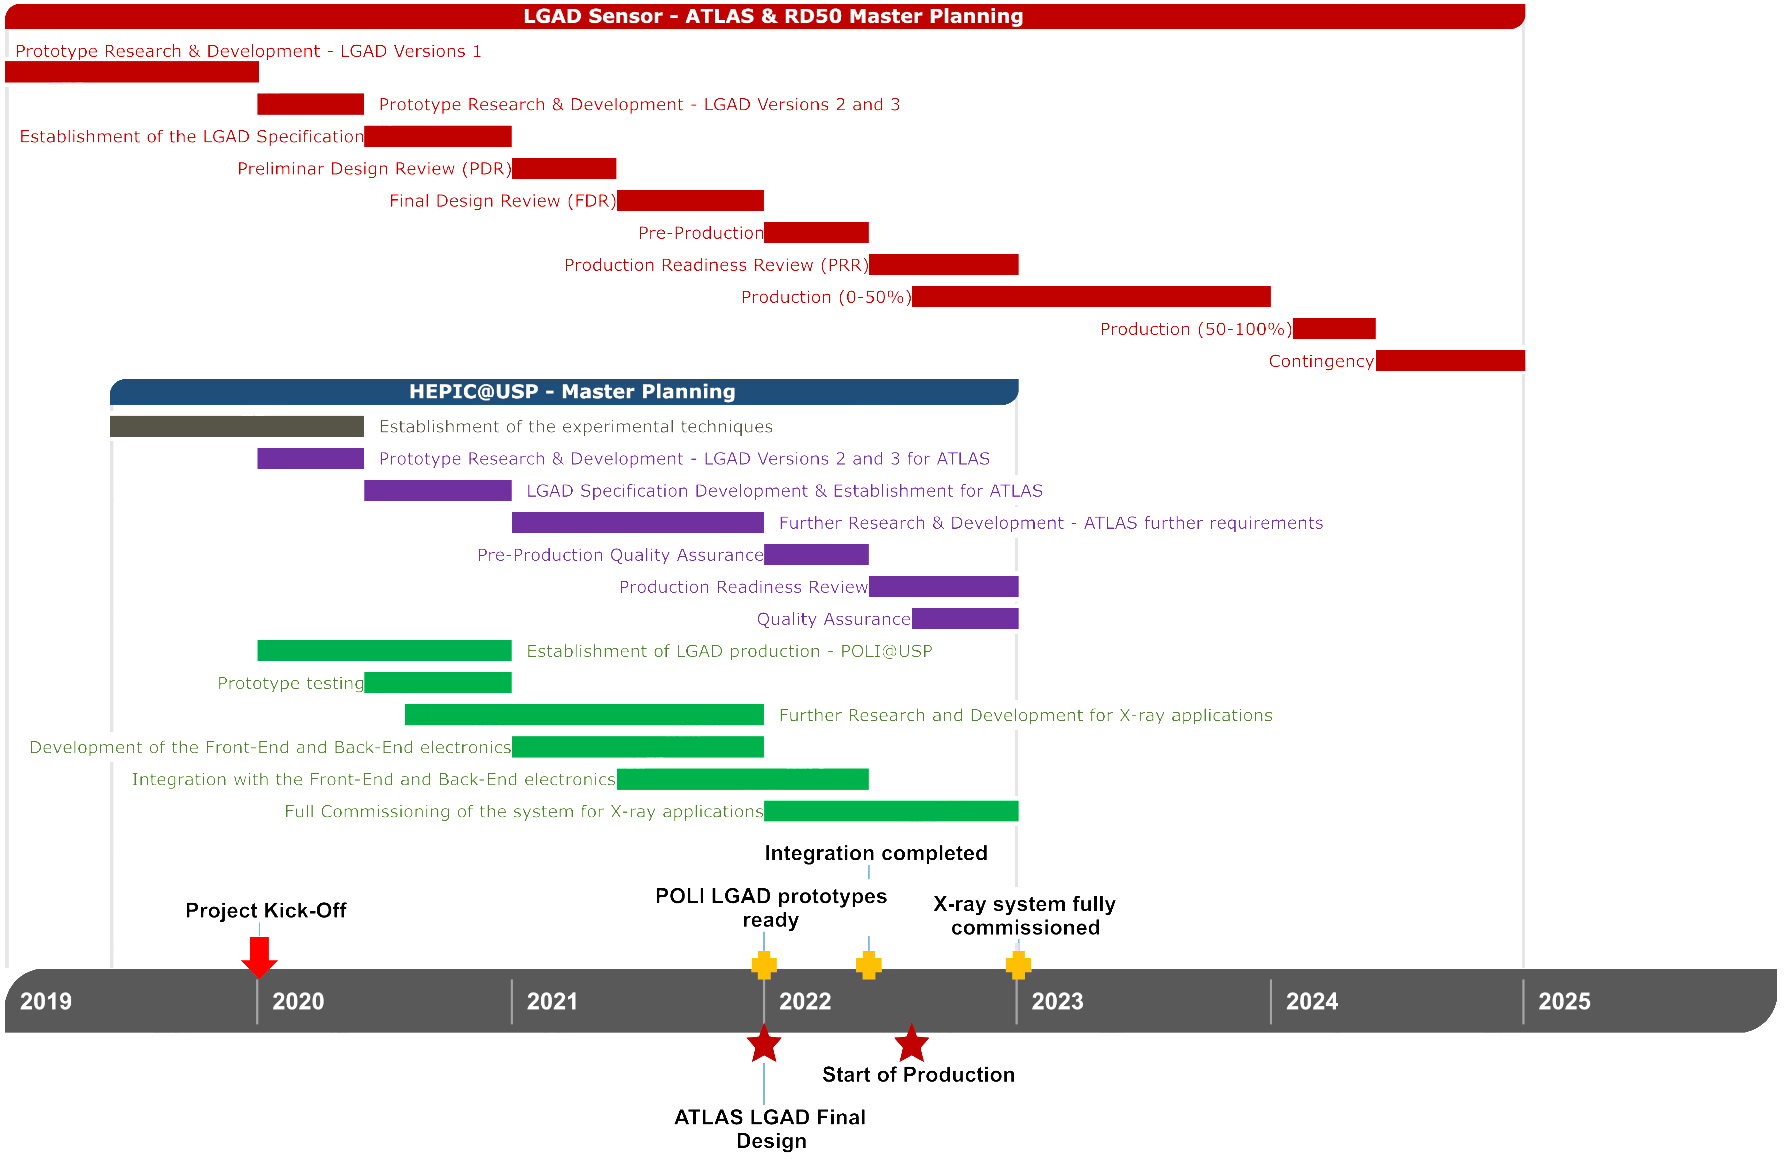 LGAD Sensor - ATLAS & RD50 Master Planning
Prototype Research & Development - LGAD Versions 1
Prototype Research & Development - LGAD Versions 2 and 3
Establishment of the LGAD Specification
Preliminar Design Review (PDR)
Final Design Review (FDR)
Pre-Production
Production Readiness Review (PRR)
Production (0-50%)
Production (50-100%)
Contingency
HEPIC@USP - Master Planning
Establishment of the experimental techniques
Prototype Research & Development - LGAD Versions 2 and 3 for ATLAS
LGAD Specification Development & Establishment for ATLAS
Further Research & Development - ATLAS further requirements
Pre-Production Quality Assurance
Production Readiness Review
Quality Assurance
Establishment of LGAD production - POLI@USP
Prototype testing
Further Research and Development for X-ray applications
Development of the Front-End and Back-End electronics
Integration with the Front-End and Back-End electronics
Full Commissioning of the system for X-ray applications
Integration completed
POLI LGAD prototypes
ready
X-ray system fully
commissioned
Project Kick-Off
2019
2020
2021
2022
2023
2024
2025
Start of Production
ATLAS LGAD Final
Design